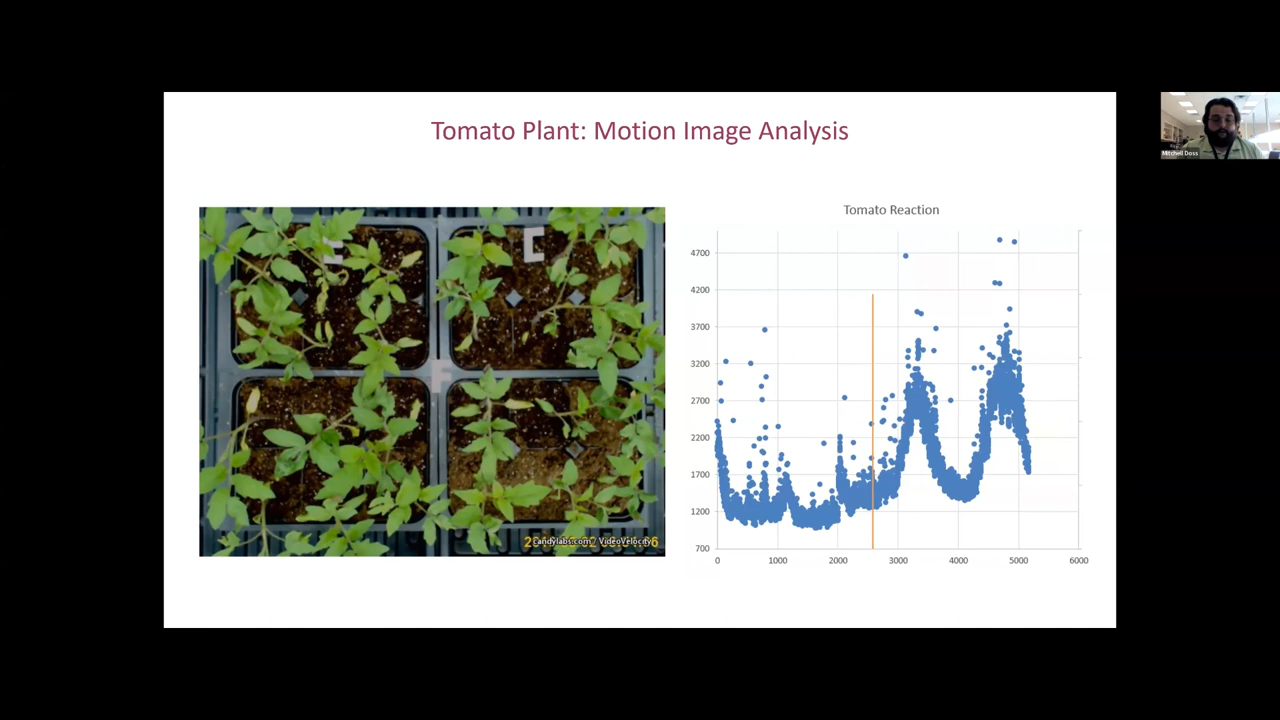 Tomato Plant: Motion Image Analysis
Mitchell Doss
Tomato Reaction
4700
4200
3700
3200
2700
2200
1700
1200
700
0 1000 2000 3000 4000 5000 6000
C
candylabs.com/ VideoVelocity